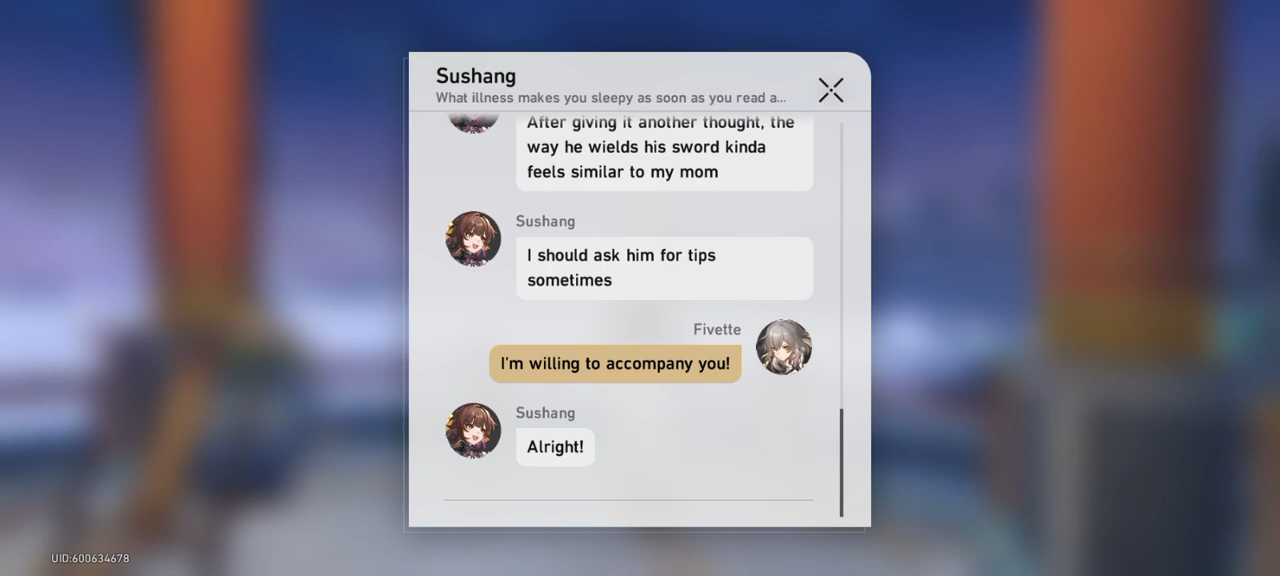 Sushang
What illness makes you sleepy as soon as you read a...
After giving it another thought, the
way he wields his sword kinda
feels similar to my mom
Sushang
I should ask him for tips
sometimes
Fivette
I'm willing to accompany you!
Sushang
Alright!
UID:600634678